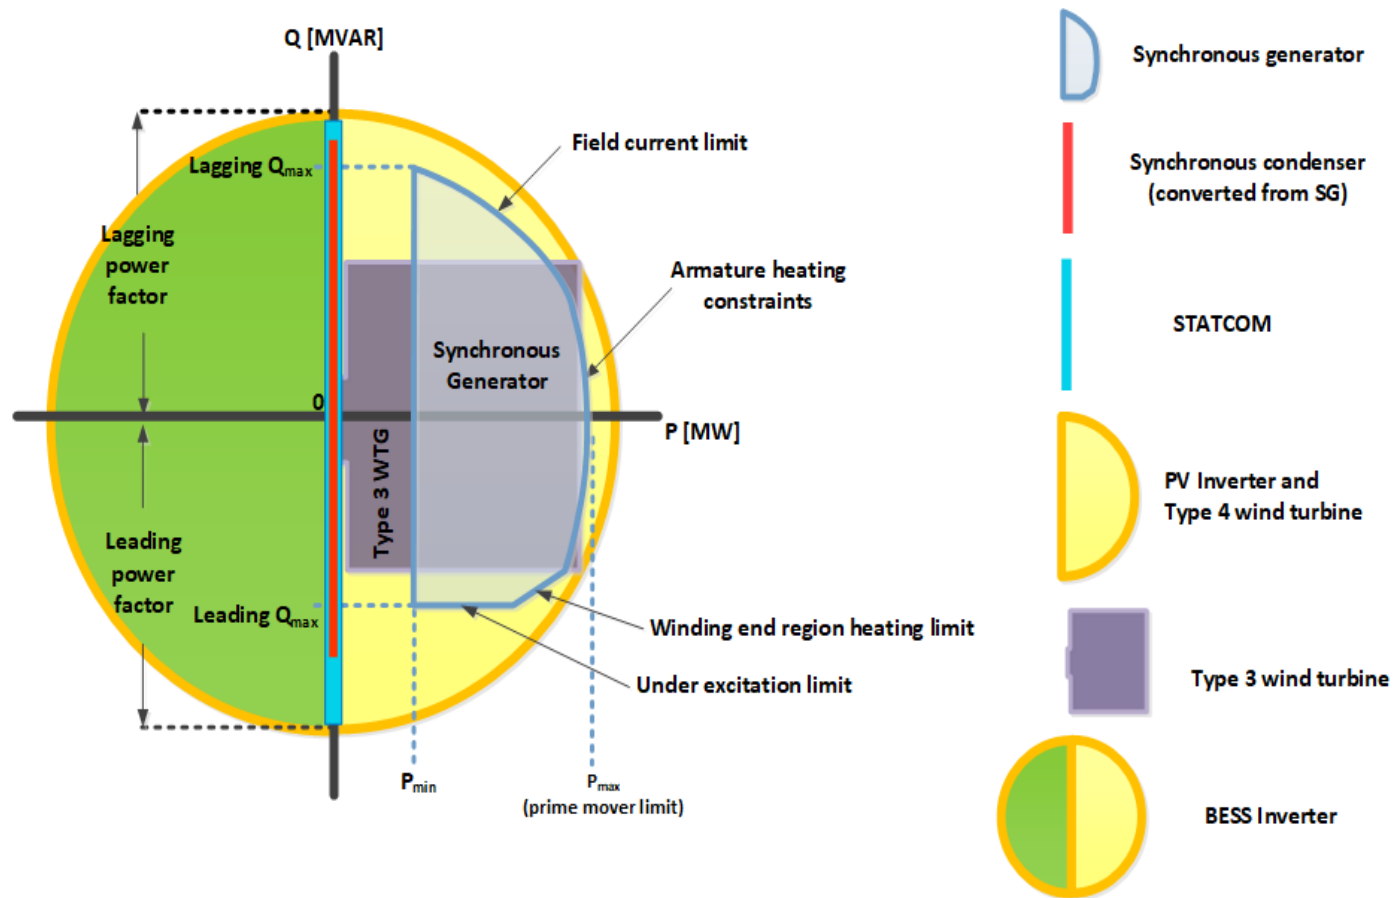 Q [MVAR]
Lagging Qmax
Lagging
power
factor
0
Leading
power
factor
Leading Qmax
Field current limit
Armature heating
constraints
Synchronous
Generator
Type 3 WTG
P [MW]
Winding end region heating limit
Under excitation limit
Pmin
Pmax
(prime mover limit)
Synchronous generator
Synchronous condenser
(converted from SG)
STATCOM
PV Inverter and
Type 4 wind turbine
Type 3 wind turbine
BESS Inverter